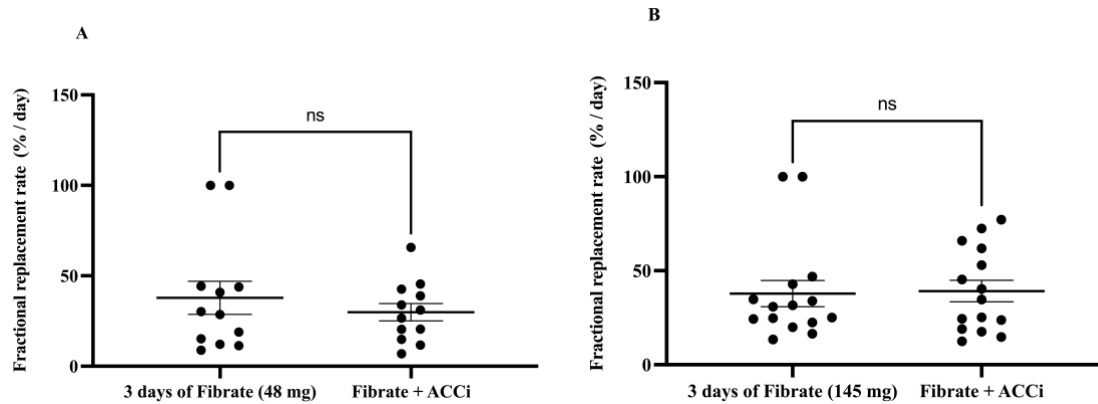 A
Fractional replacement rate (% / day)
150
100
50
0
ns
3 days of Fibrate (48 mg)
Fibrate + ACCi
B
Fractional replacement rate (% / day)
150
100
50
0
ns
3 days of Fibrate (145 mg)
Fibrate + ACCi